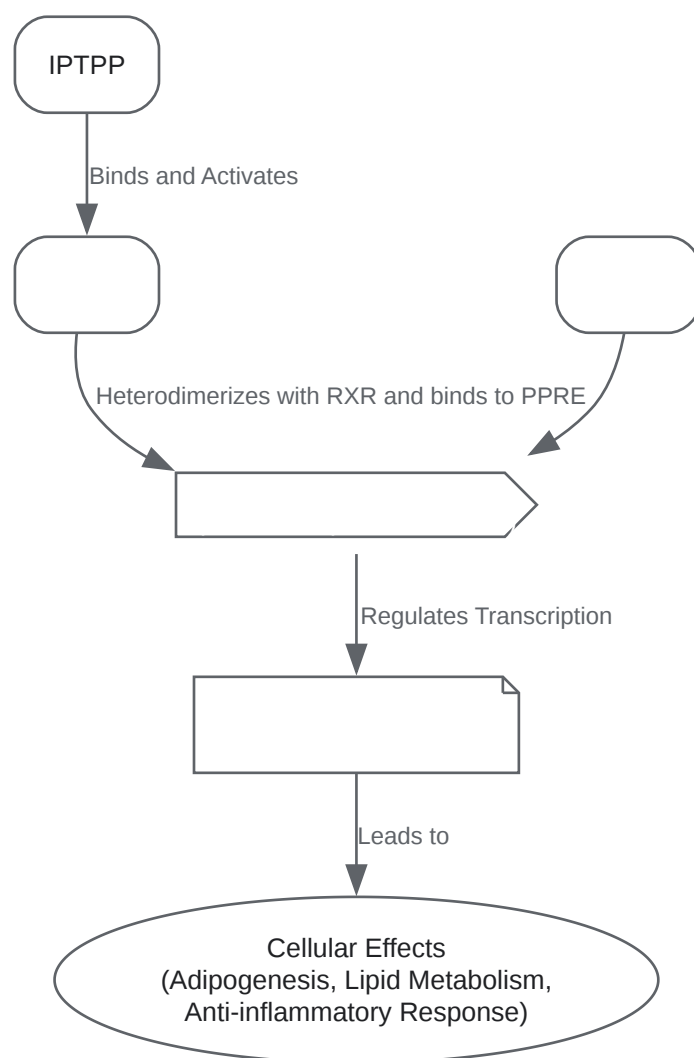 IPTPP
Binds and Activates
Heterodimerizes with RXR and binds to PPRE
Regulates Transcription
Leads to
Cellular Effects
(Adipogenesis, Lipid Metabolism,
Anti-inflammatory Response)